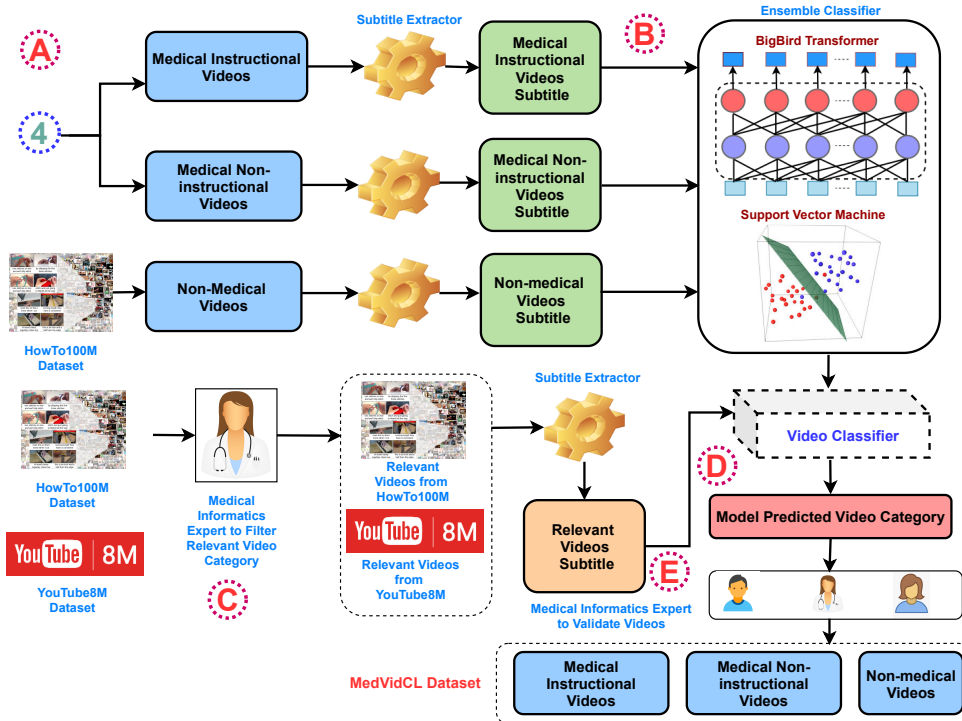 Ensemble Classifier
Subtitle Extractor
A
B
Medical Instructional
Videos
Medical
Instructional
Videos
Subtitle
BigBird Transformer
4
Medical Non-
instructional
Videos
Medical Non-
instructional
Videos
Subtitle
Support Vector Machine
Non-Medical
Videos
Non-medical
Videos
Subtitle
HowTo100M
Dataset
Subtitle Extractor
Video Classifier
HowTo100M
Dataset
Medical
Informatics
Expert to Filter
Relevant Video
Category
C
Relevant
Videos from
HowTo100M
YouTube 8M
Relevant Videos
from
YouTube8M
D
Model Predicted Video Category
Relevant
Videos
Subtitle
E
YouTube 8M
YouTube8M
Dataset
Medical Informatics Expert
to Validate Videos
MedVidCL Dataset
Medical
Instructional
Videos
Medical Non-
instructional
Videos
Non-medical
Videos